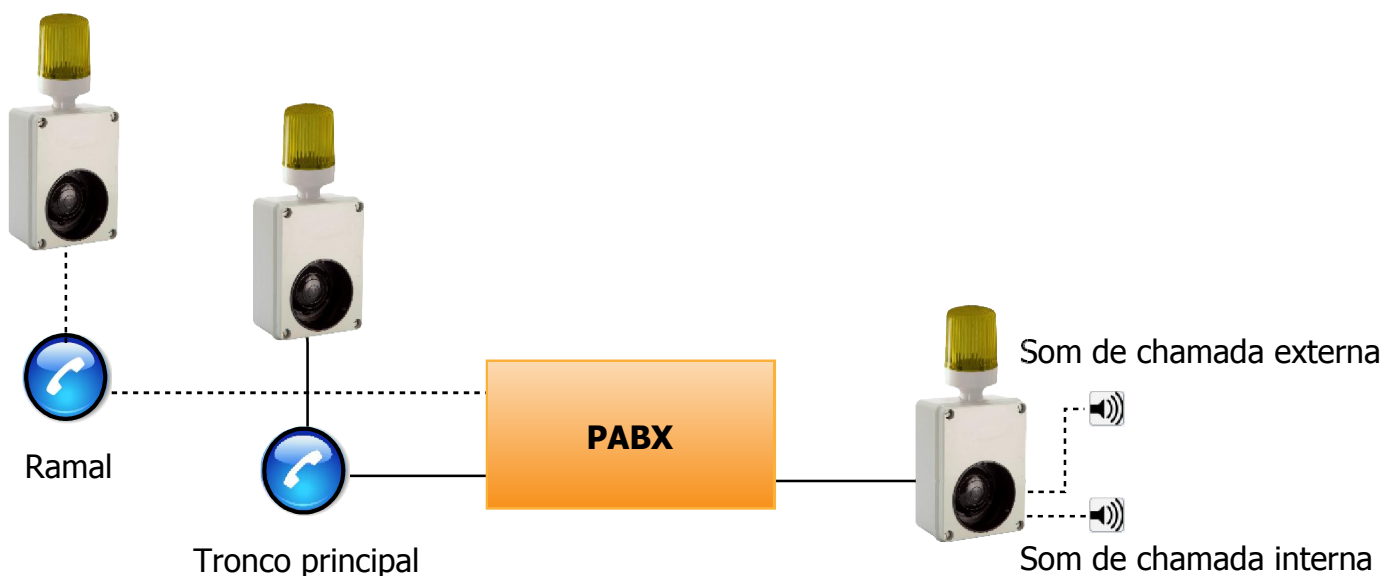 Som de chamada externa
PABX
Ramal
Tronco principal
Som de chamada interna